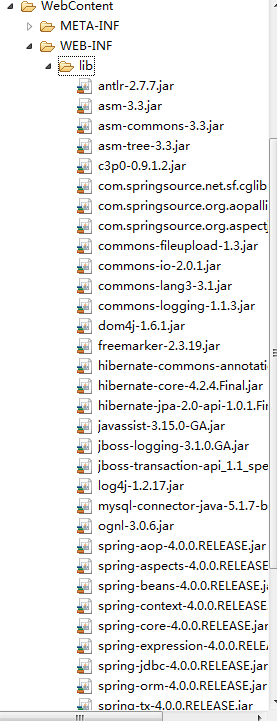 WebContent
META-INF
WEB-INF
lib
antlr-2.7.7.jar
asm-3.3.jar
asm-commons-3.3.jar
asm-tree-3.3.jar
c3p0-0.9.1.2.jar
com.springsource.net.sf.cglib
com.springsource.org.aopalli
com.springsource.org.aspectj
commons-fileupload-1.3.jar
commons-io-2.0.1.jar
commons-lang3-3.1.jar
commons-logging-1.1.3.jar
dom4j-1.6.1.jar
freemarker-2.3.19.jar
hibernate-commons-annotati
hibernate-core-4.2.4.Final.jar
hibernate-jpa-2.0-api-1.0.1.Fin
javassist-3.15.0-GA.jar
jboss-logging-3.1.0.GA.jar
jboss-transaction-api_1.1_spe
log4j-1.2.17.jar
mysql-connector-java-5.1.7-b
ognl-3.0.6.jar
spring-aop-4.0.0.RELEASE.jar
spring-aspects-4.0.0.RELEASE
spring-beans-4.0.0.RELEASE.ja
spring-context-4.0.0.RELEASE
spring-core-4.0.0.RELEASE.jar
spring-expression-4.0.0.RELEA
spring-jdbc-4.0.0.RELEASE.jar
spring-orm-4.0.0.RELEASE.jar
spring-tx-4.0.0.RELEASE.jar